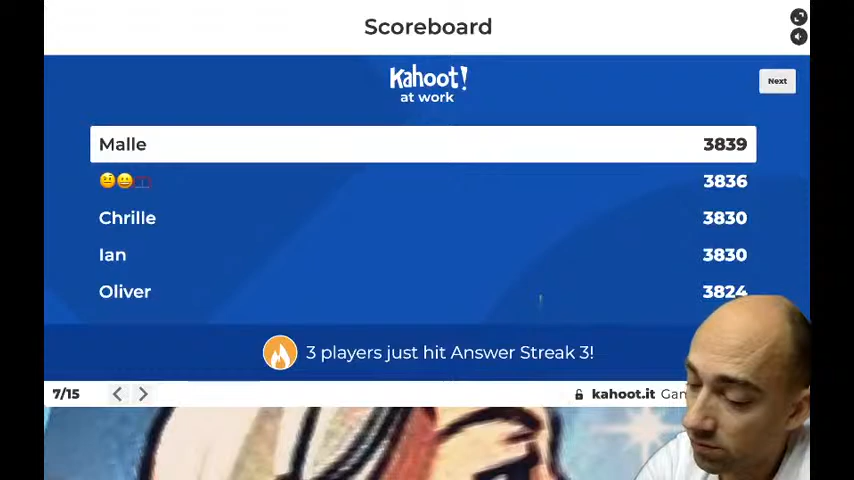 Scoreboard
Kahoot!
at work
Next
Malle 3839
🤨😀 3836
Chrille 3830
Ian 3830
Oliver 3824
3 players just hit Answer Streak 3!
7/15
kahoot.it